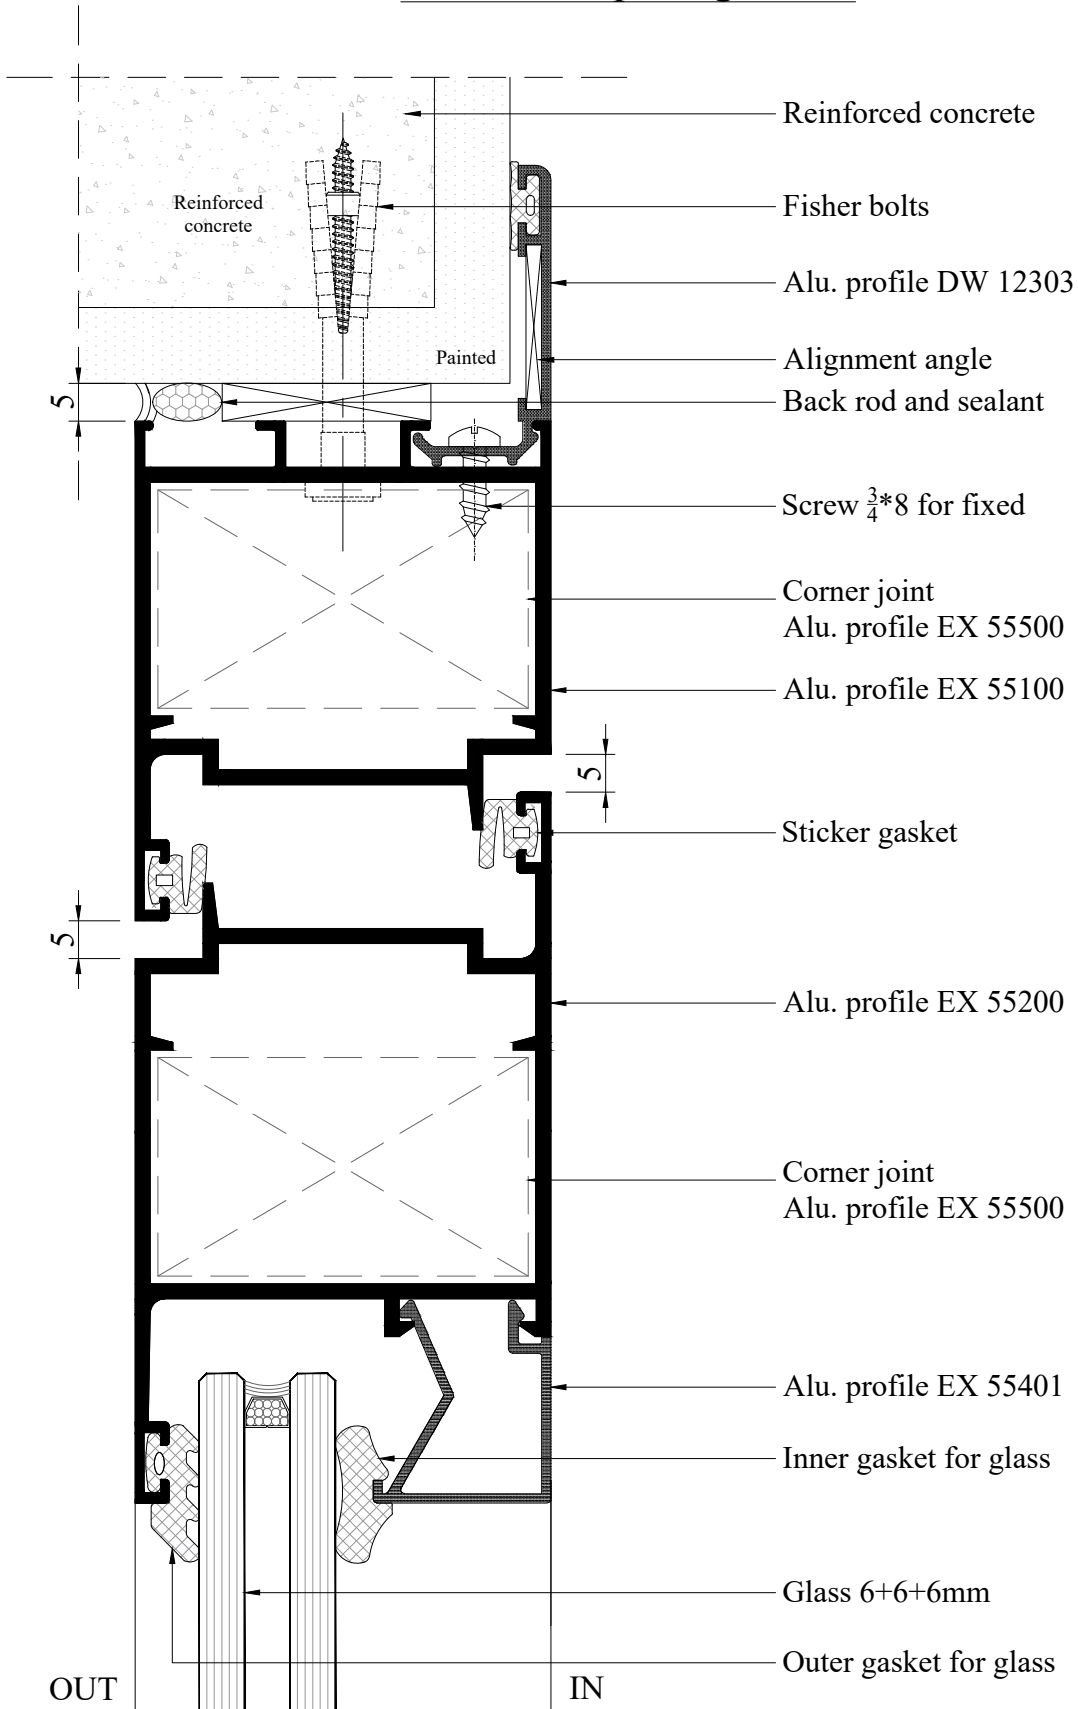 Reinforced concrete
Reinforced
concrete
Fisher bolts
Alu. profile DW 12303
Painted
Alignment angle
5
Back rod and sealant
Screw 3/4*8 for fixed
Corner joint
Alu. profile EX 55500
Alu. profile EX 55100
5
Sticker gasket
5
Alu. profile EX 55200
Corner joint
Alu. profile EX 55500
Alu. profile EX 55401
Inner gasket for glass
Glass 6+6+6mm
Outer gasket for glass
OUT
IN